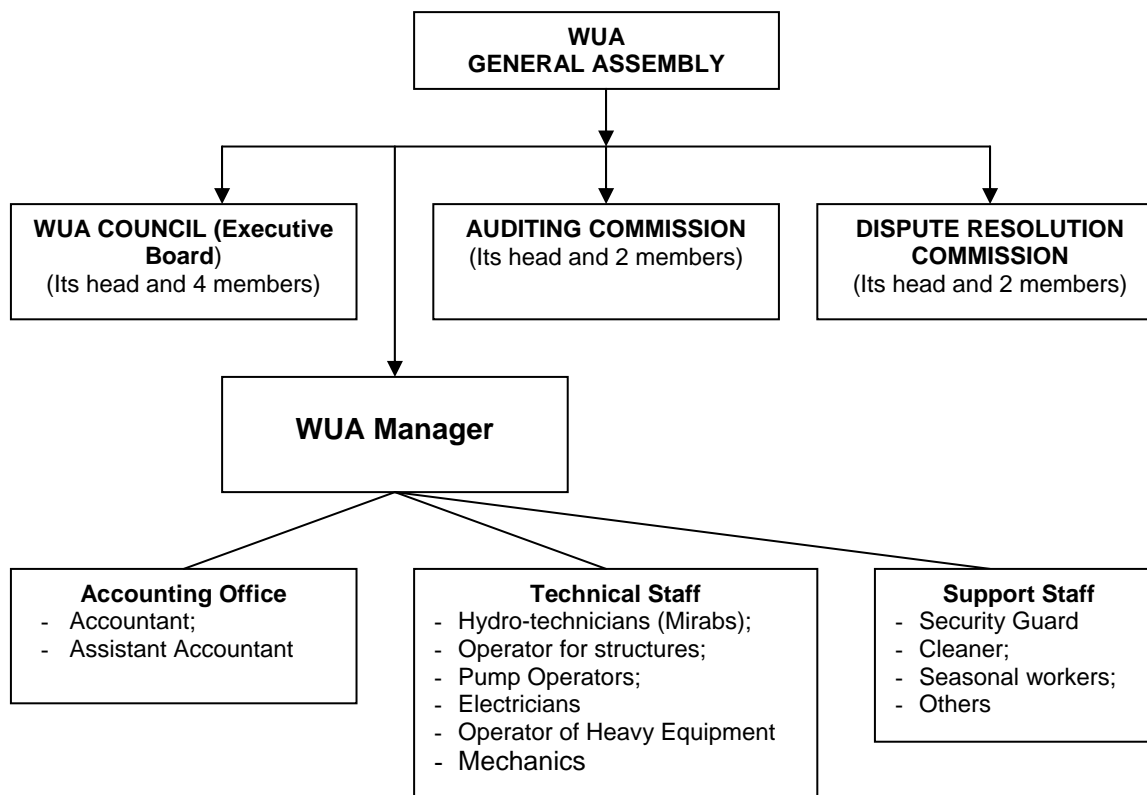 WUA
GENERAL ASSEMBLY
WUA COUNCIL (Executive
Board)
(Its head and 4 members)
AUDITING COMMISSION
(Its head and 2 members)
DISPUTE RESOLUTION
COMMISSION
(Its head and 2 members)
WUA Manager
Accounting Office
- Accountant;
- Assistant Accountant
Technical Staff
- Hydro-technicians (Mirabs);
- Operator for structures;
- Pump Operators;
- Electricians
- Operator of Heavy Equipment
- Mechanics
Support Staff
- Security Guard
- Cleaner;
- Seasonal workers;
- Others